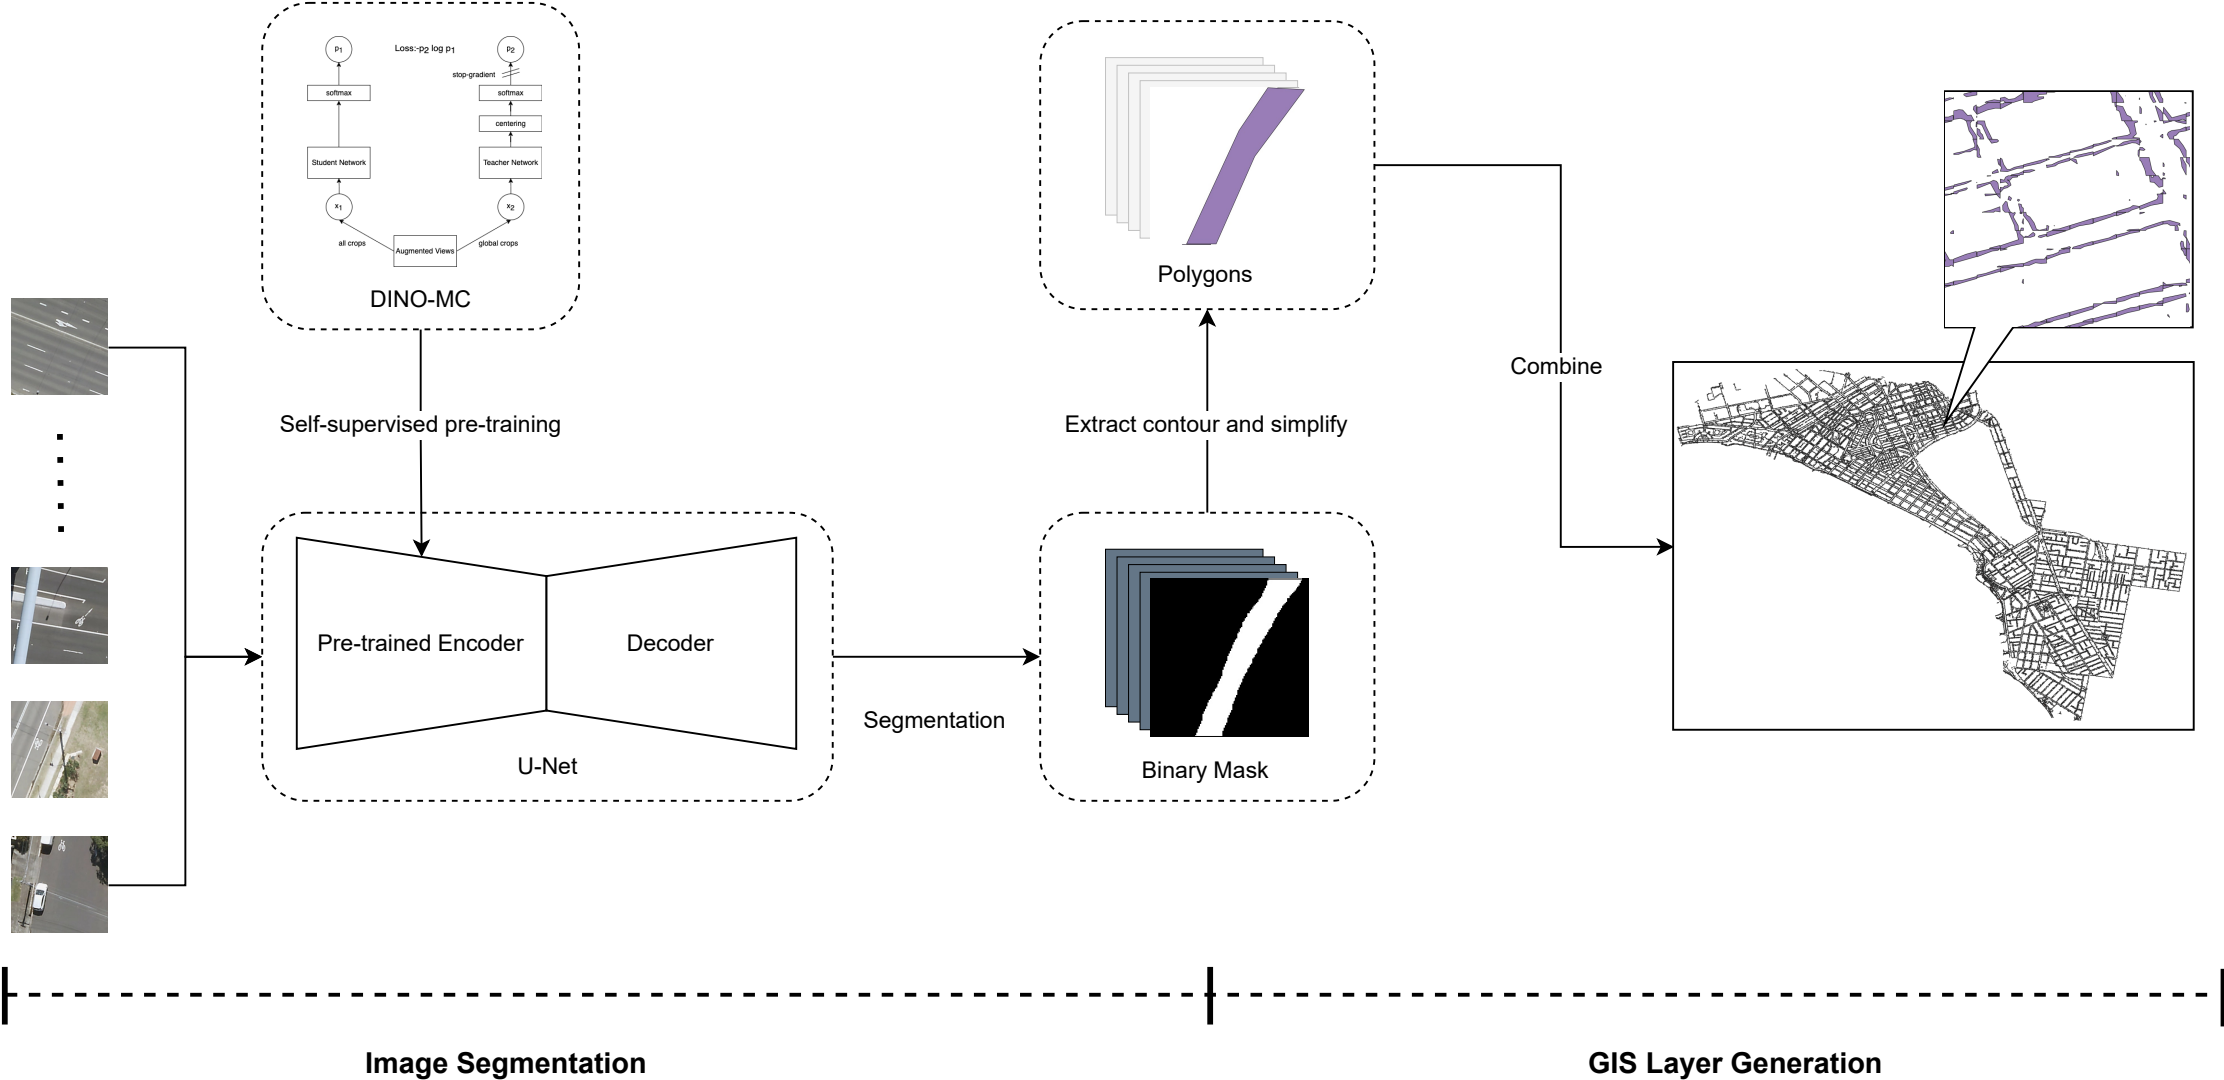 p1
Loss:-p2 log p1
p2
stop-gradient
softmax
softmax
centering
Student Network
Teacher Network
x1
x2
all crops
global crops
Augmented Views
DINO-MC
Self-supervised pre-training
Pre-trained Encoder
Decoder
U-Net
Segmentation
Binary Mask
Extract contour and simplify
Polygons
Combine
Image Segmentation
GIS Layer Generation